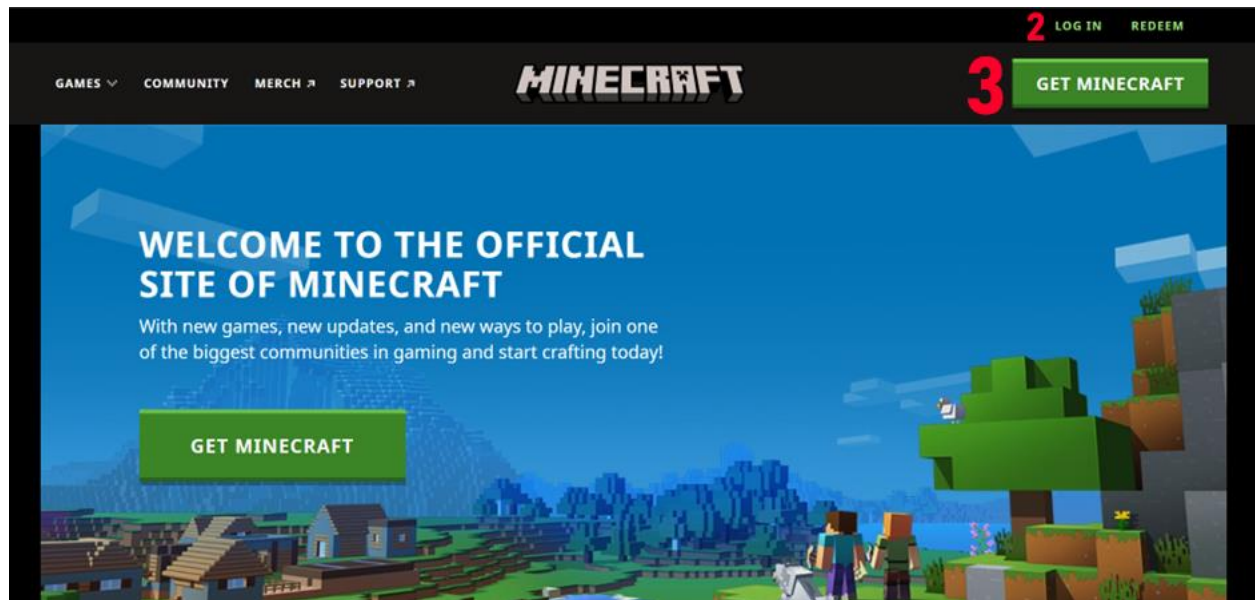 2 LOG IN REDEEM
GAMES COMMUNITY MERCH SUPPORT MINECRAFT 3 GET MINECRAFT
WELCOME TO THE OFFICIAL
SITE OF MINECRAFT
With new games, new updates, and new ways to play, join one
of the biggest communities in gaming and start crafting today!
GET MINECRAFT